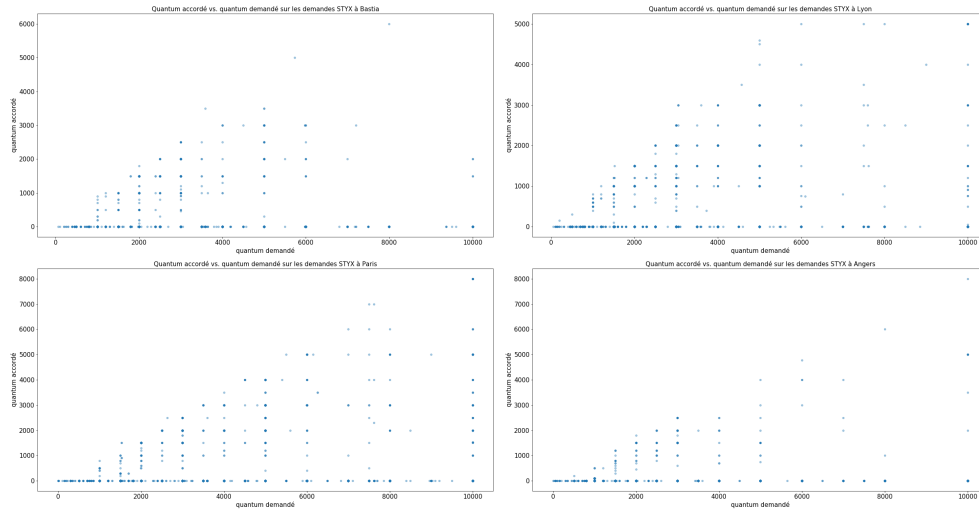 Quantum accordé vs. quantum demandé sur les demandes STYX à Bastia
6000
5000
4000
3000
2000
1000
0
quantum accordé
0 2000 4000 6000 8000 10000
quantum demandé
Quantum accordé vs. quantum demandé sur les demandes STYX à Lyon
5000
4000
3000
2000
1000
0
quantum accordé
0 2000 4000 6000 8000 10000
quantum demandé
Quantum accordé vs. quantum demandé sur les demandes STYX à Paris
8000
7000
6000
5000
4000
3000
2000
1000
0
quantum accordé
0 2000 4000 6000 8000 10000
quantum demandé
Quantum accordé vs. quantum demandé sur les demandes STYX à Angers
8000
7000
6000
5000
4000
3000
2000
1000
0
quantum accordé
0 2000 4000 6000 8000 10000
quantum demandé